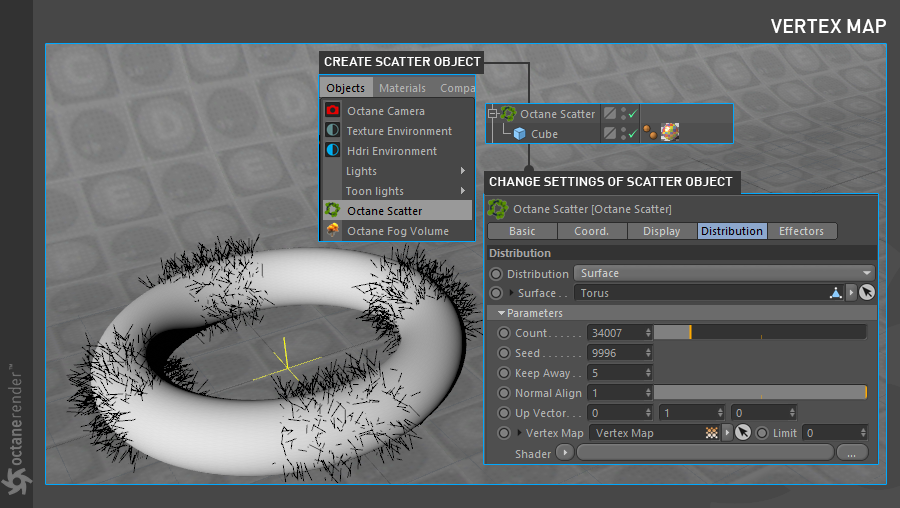 VERTEX MAP
CREATE SCATTER OBJECT
Objects Materials Compa
Octane Camera
Texture Environment
Hdri Environment
Lights
Toon lights
Octane Scatter
Octane Fog Volume
Octane Scatter
Cube
CHANGE SETTINGS OF SCATTER OBJECT
Octane Scatter [Octane Scatter]
Basic Coord. Display Distribution Effectors
Distribution
Distribution Surface
Surface . . Torus
Parameters
Count. . . . . . 34007
Seed . . . . . . . 9996
Keep Away . . 5
Normal Align 1
Up Vector. . . 0 1 0
Vertex Map Vertex Map Limit 0
Shader ...
octanerender™